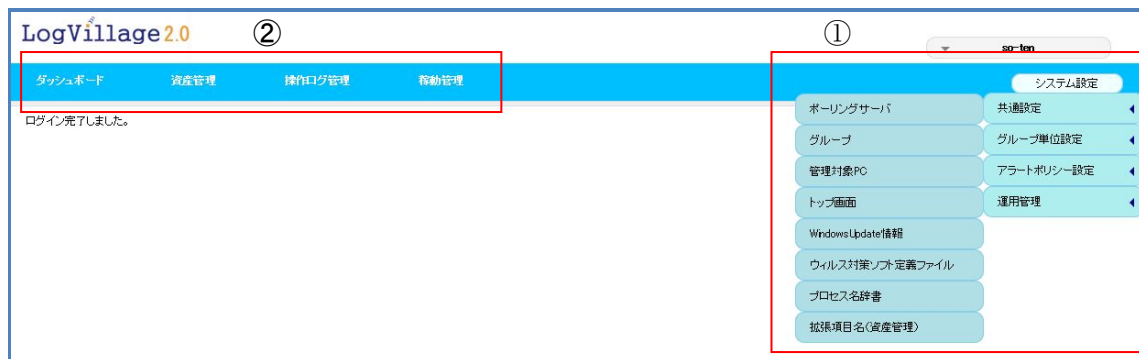 LogVillage 2.0
②
①
so-ten
ダッシュボード 資産管理 操作ログ管理 稼動管理
システム設定
ログイン完了しました。
ポーリングサーバ 共通設定
グループ グループ単位設定
管理対象PC アラートポリシー設定
トップ画面 運用管理
WindowsUpdate情報
ウィルス対策ソフト定義ファイル
プロセス名辞書
拡張項目名(資産管理)